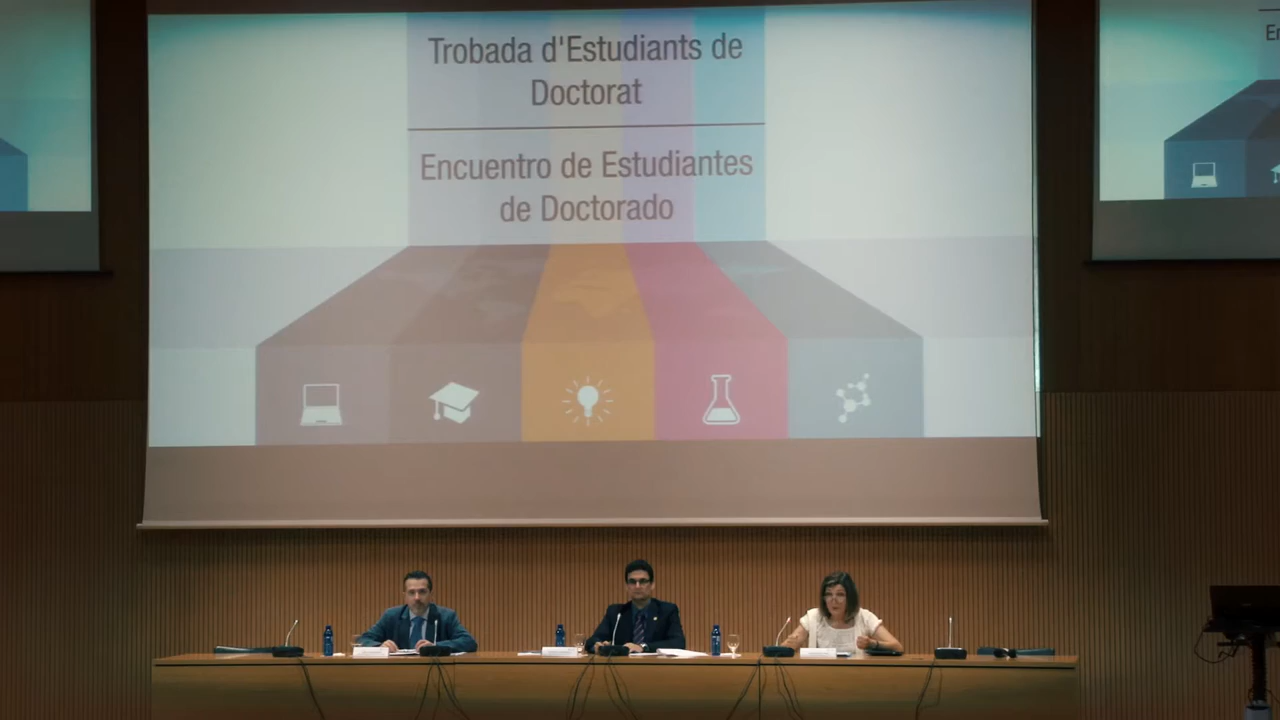 Trobada d'Estudiants de
Doctorat
Encuentro de Estudiantes
de Doctorado